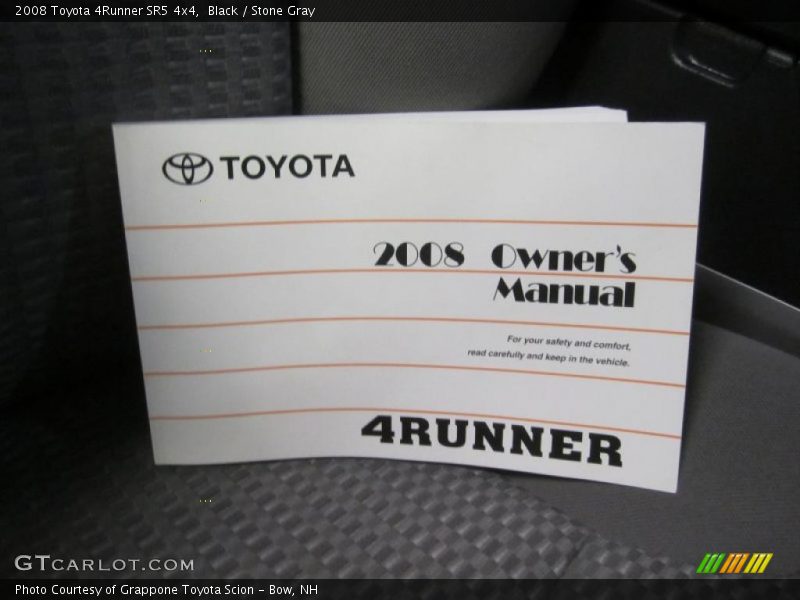 2008 Toyota 4Runner SR5 4x4,  Black / Stone Gray
TOYOTA
2008 Owner's
Manual
For your safety and comfort,
read carefully and keep in the vehicle.
4RUNNER
GTCARLOT.COM
Photo Courtesy of Grappone Toyota Scion - Bow, NH